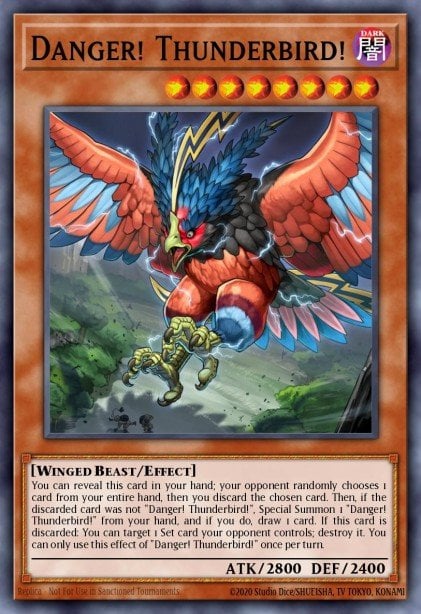 DANGER! THUNDERBIRD!
DARK
闇
[WINGED BEAST/EFFECT]
You can reveal this card in your hand; your opponent randomly chooses 1
card from your entire hand, then you discard the chosen card. Then, if the
discarded card was not "Danger! Thunderbird!", Special Summon 1 "Danger!
Thunderbird!" from your hand, and if you do, draw 1 card. If this card is
discarded: You can target 1 Set card your opponent controls; destroy it. You
can only use this effect of "Danger! Thunderbird!" once per turn.
ATK/2800 DEF/2400
Replica - Not For Use in Sanctioned Tournaments
©2020 Studio Dice/SHUEISHA, TV TOKYO, KONAMI